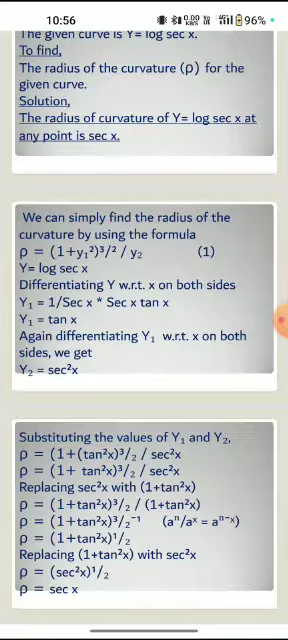 10:56
0.00 KB/S
4G
96%
The given curve is Y= log sec x.
To find,
The radius of the curvature (ρ) for the
given curve.
Solution,
The radius of curvature of Y= log sec x at
any point is sec x.
We can simply find the radius of the
curvature by using the formula
ρ = (1+y₁²)³/² / y₂ (1)
Y= log sec x
Differentiating Y w.r.t. x on both sides
Y₁ = 1/Sec x * Sec x tan x
Y₁ = tan x
Again differentiating Y₁ w.r.t. x on both
sides, we get
Y₂ = sec²x
Substituting the values of Y₁ and Y₂,
ρ = (1+(tan²x)³/₂ / sec²x
ρ = (1+ tan²x)³/₂ / sec²x
Replacing sec²x with (1+tan²x)
ρ = (1+tan²x)³/₂ / (1+tan²x)
ρ = (1+tan²x)³/₂⁻¹ (aⁿ/aˣ = aⁿ⁻ˣ)
ρ = (1+tan²x)¹/₂
Replacing (1+tan²x) with sec²x
ρ = (sec²x)¹/₂
ρ = sec x